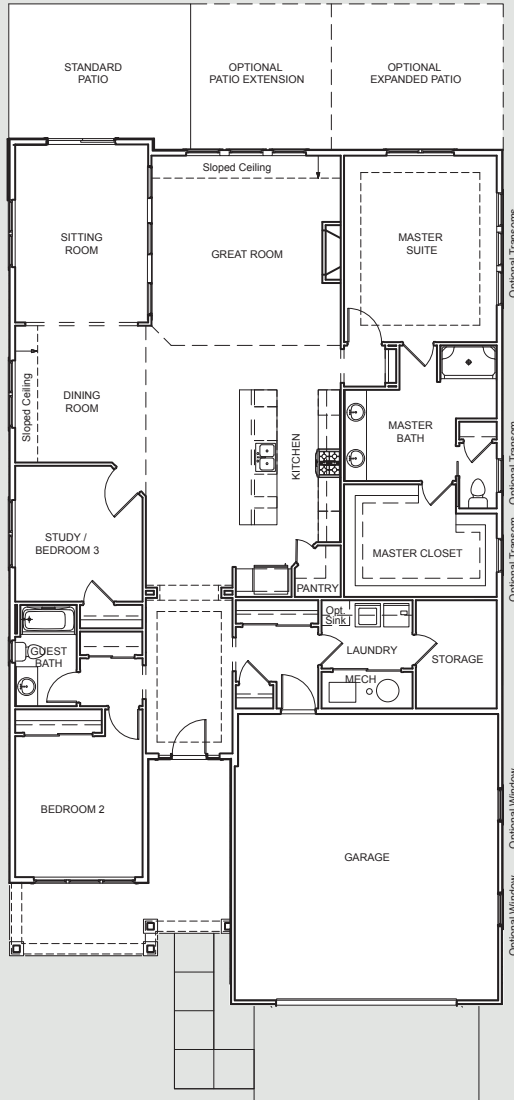 STANDARD
PATIO
OPTIONAL
PATIO EXTENSION
OPTIONAL
EXPANDED PATIO
Sloped Ceiling
SITTING
ROOM
GREAT ROOM
MASTER
SUITE
Optional Transoms
Sloped Ceiling
DINING
ROOM
KITCHEN
MASTER
BATH
Optional Transom
STUDY /
BEDROOM 3
MASTER CLOSET
Optional Transom
PANTRY
GUEST
BATH
Opt.
Sink
LAUNDRY
STORAGE
MECH
BEDROOM 2
GARAGE
Optional Window
Optional Window